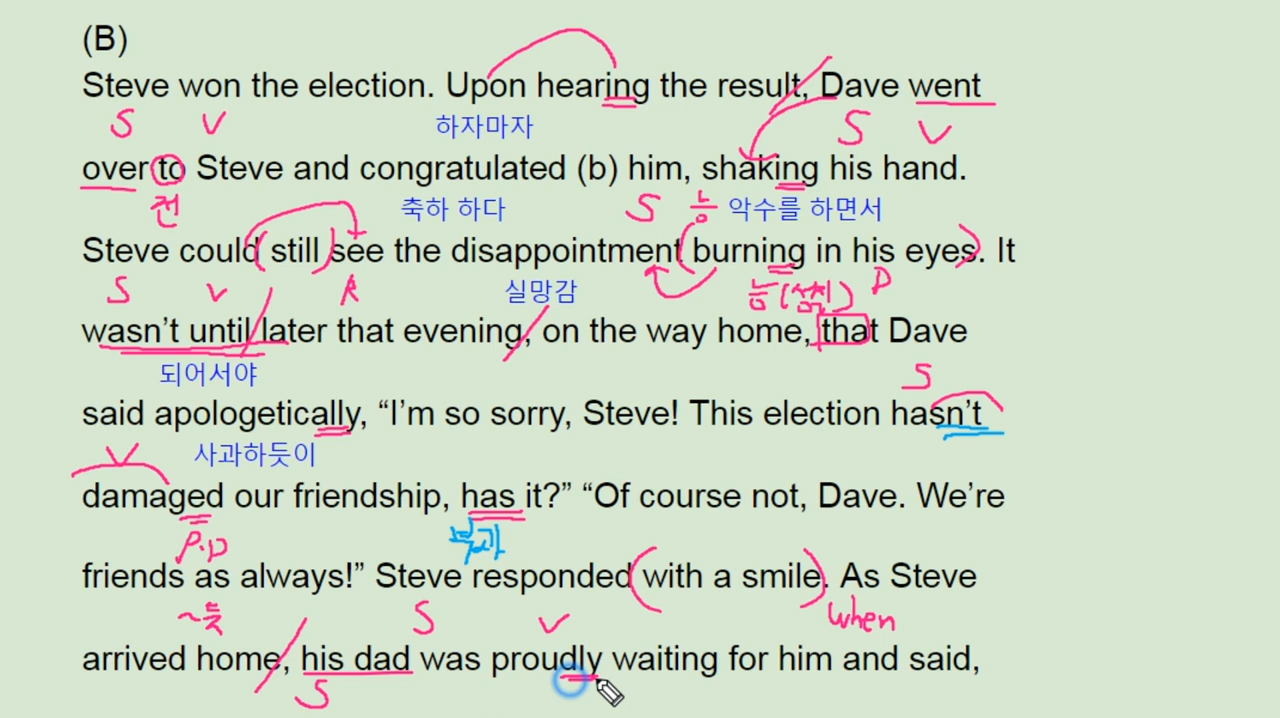 (B)
Steve won the election. Upon hearing the result, Dave went
S V 하자마자 S V
over to Steve and congratulated (b) him, shaking his hand.
전 축하 하다 S 능 악수를 하면서
Steve could still see the disappointment burning in his eyes. It
S V R 실망감 능 D
wasn't until later that evening, on the way home, that Dave
되어서야 S
said apologetically, “I'm so sorry, Steve! This election hasn't
V 사과하듯이
damaged our friendship, has it?” “Of course not, Dave. We're
P.P
friends as always!” Steve responded with a smile. As Steve
S V when
arrived home, his dad was proudly waiting for him and said,
S